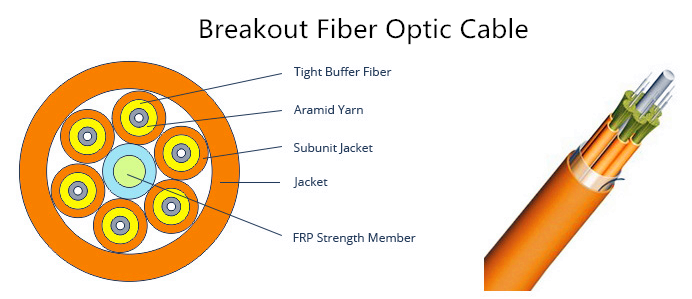 Breakout Fiber Optic Cable
Tight Buffer Fiber
Aramid Yarn
Subunit Jacket
Jacket
FRP Strength Member